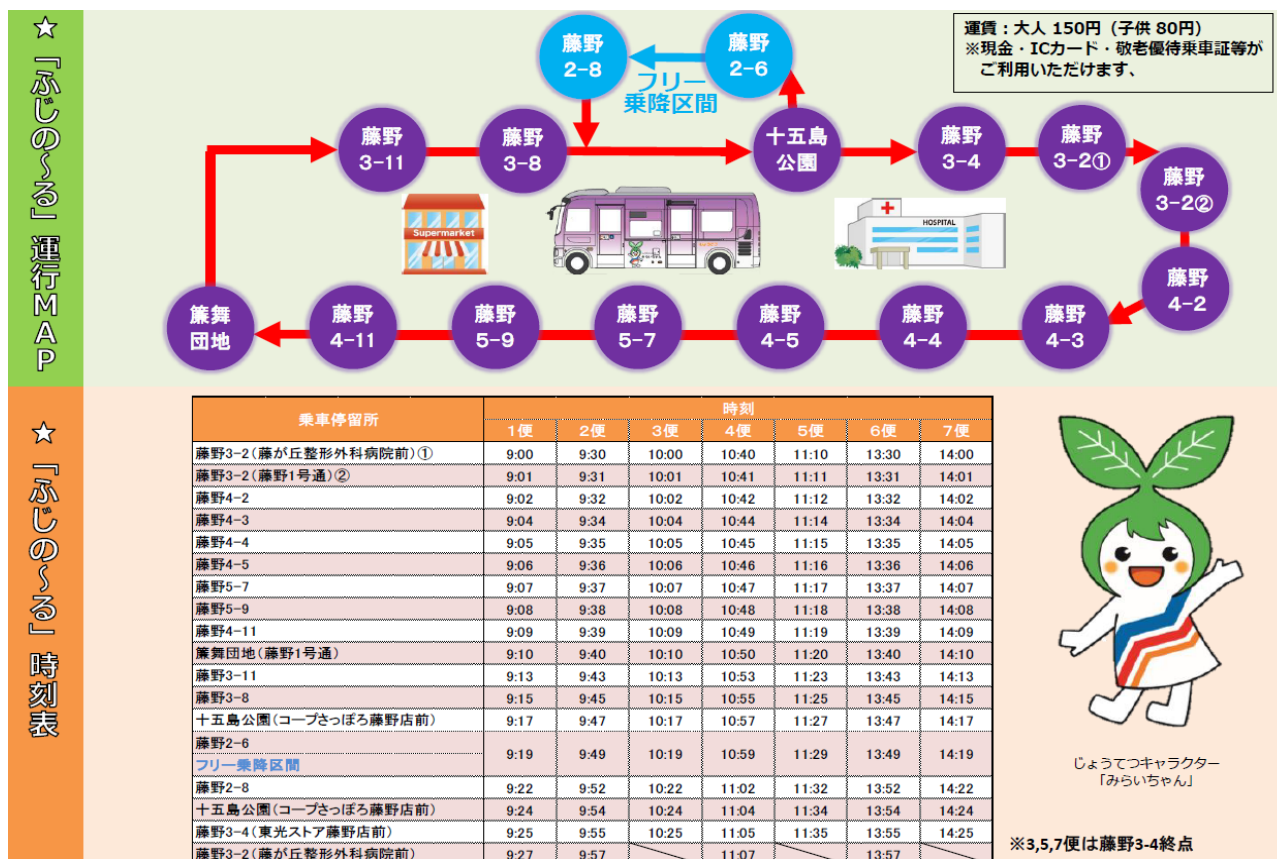 ★「ふじの～る」運行MAP
運賃：大人 150円（子供 80円）
※現金・ICカード・敬老優待乗車証等が
ご利用いただけます、
藤野
2-8
藤野
2-6
フリー
乗降区間
藤野
3-11
藤野
3-8
十五島
公園
藤野
3-4
藤野
3-2①
藤野
3-2②
Supermarket
HOSPITAL
簾舞
団地
藤野
4-11
藤野
5-9
藤野
5-7
藤野
4-5
藤野
4-4
藤野
4-3
藤野
4-2
★「ふじの～る」時刻表
乗車停留所 時刻
1便 2便 3便 4便 5便 6便 7便
藤野3-2(藤が丘整形外科病院前)① 9:00 9:30 10:00 10:40 11:10 13:30 14:00
藤野3-2(藤野1号通)② 9:01 9:31 10:01 10:41 11:11 13:31 14:01
藤野4-2 9:02 9:32 10:02 10:42 11:12 13:32 14:02
藤野4-3 9:04 9:34 10:04 10:44 11:14 13:34 14:04
藤野4-4 9:05 9:35 10:05 10:45 11:15 13:35 14:05
藤野4-5 9:06 9:36 10:06 10:46 11:16 13:36 14:06
藤野5-7 9:07 9:37 10:07 10:47 11:17 13:37 14:07
藤野5-9 9:08 9:38 10:08 10:48 11:18 13:38 14:08
藤野4-11 9:09 9:39 10:09 10:49 11:19 13:39 14:09
簾舞団地(藤野1号通) 9:10 9:40 10:10 10:50 11:20 13:40 14:10
藤野3-11 9:13 9:43 10:13 10:53 11:23 13:43 14:13
藤野3-8 9:15 9:45 10:15 10:55 11:25 13:45 14:15
十五島公園(コープさっぽろ藤野店前) 9:17 9:47 10:17 10:57 11:27 13:47 14:17
藤野2-6
フリー乗降区間 9:19 9:49 10:19 10:59 11:29 13:49 14:19
藤野2-8 9:22 9:52 10:22 11:02 11:32 13:52 14:22
十五島公園(コープさっぽろ藤野店前) 9:24 9:54 10:24 11:04 11:34 13:54 14:24
藤野3-4(東光ストア藤野店前) 9:25 9:55 10:25 11:05 11:35 13:55 14:25
藤野3-2(藤が丘整形外科病院前) 9:27 9:57 11:07 13:57
じょうてつキャラクター
「みらいちゃん」
※3,5,7便は藤野3-4終点